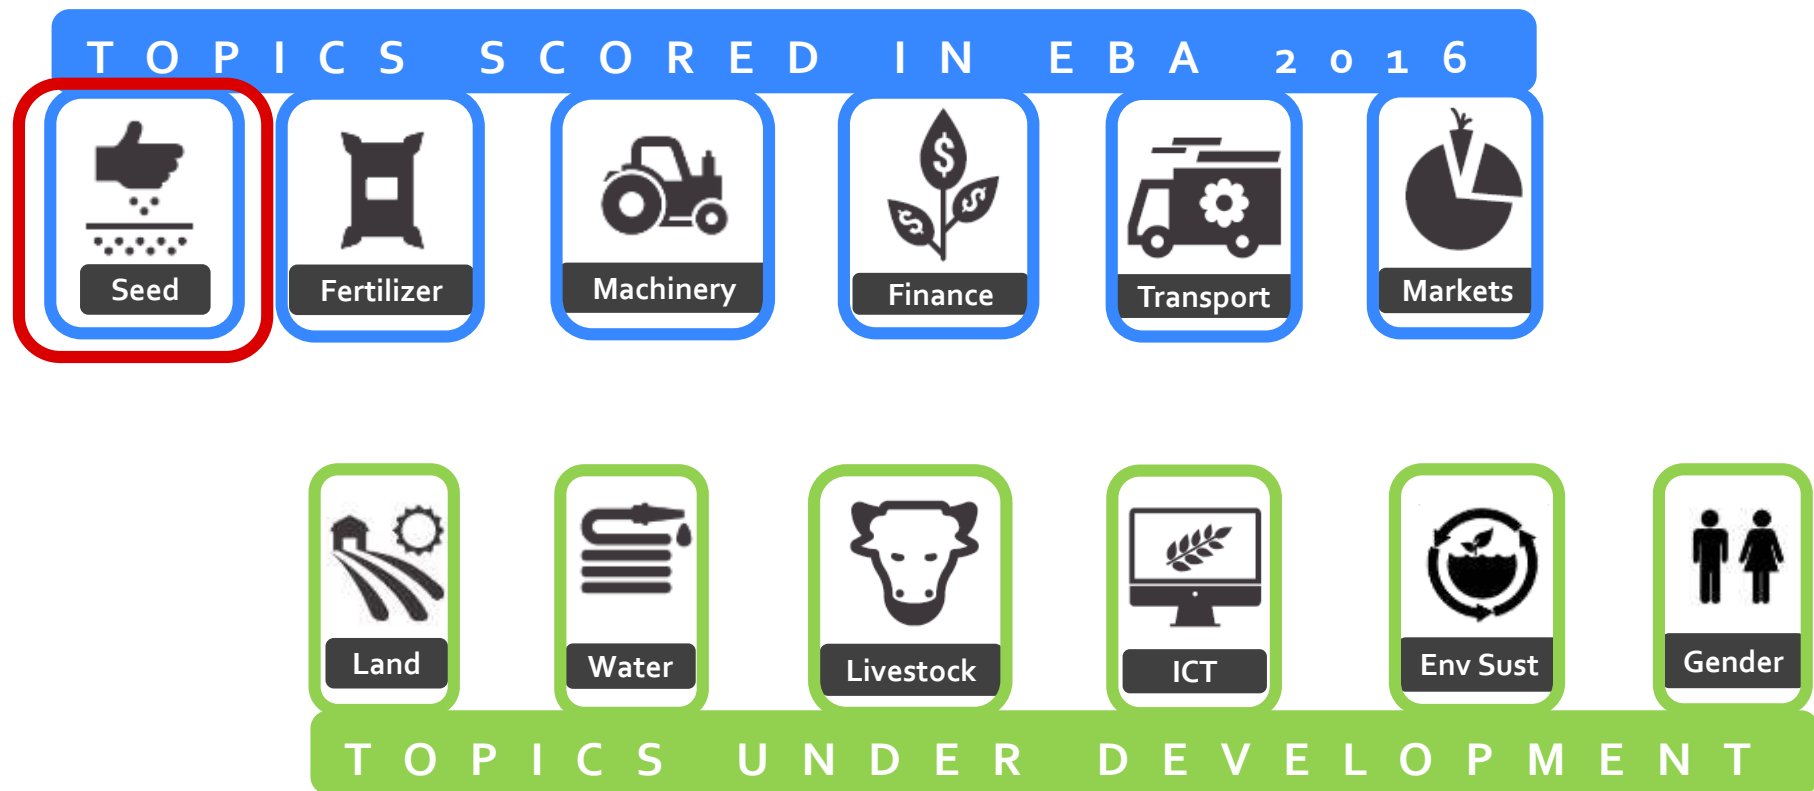 TOPICS SCORED IN EBA 2016
Seed
Fertilizer
Machinery
Finance
Transport
Markets
$
$
$
Land
Water
Livestock
ICT
Env Sust
Gender
TOPICS UNDER DEVELOPMENT